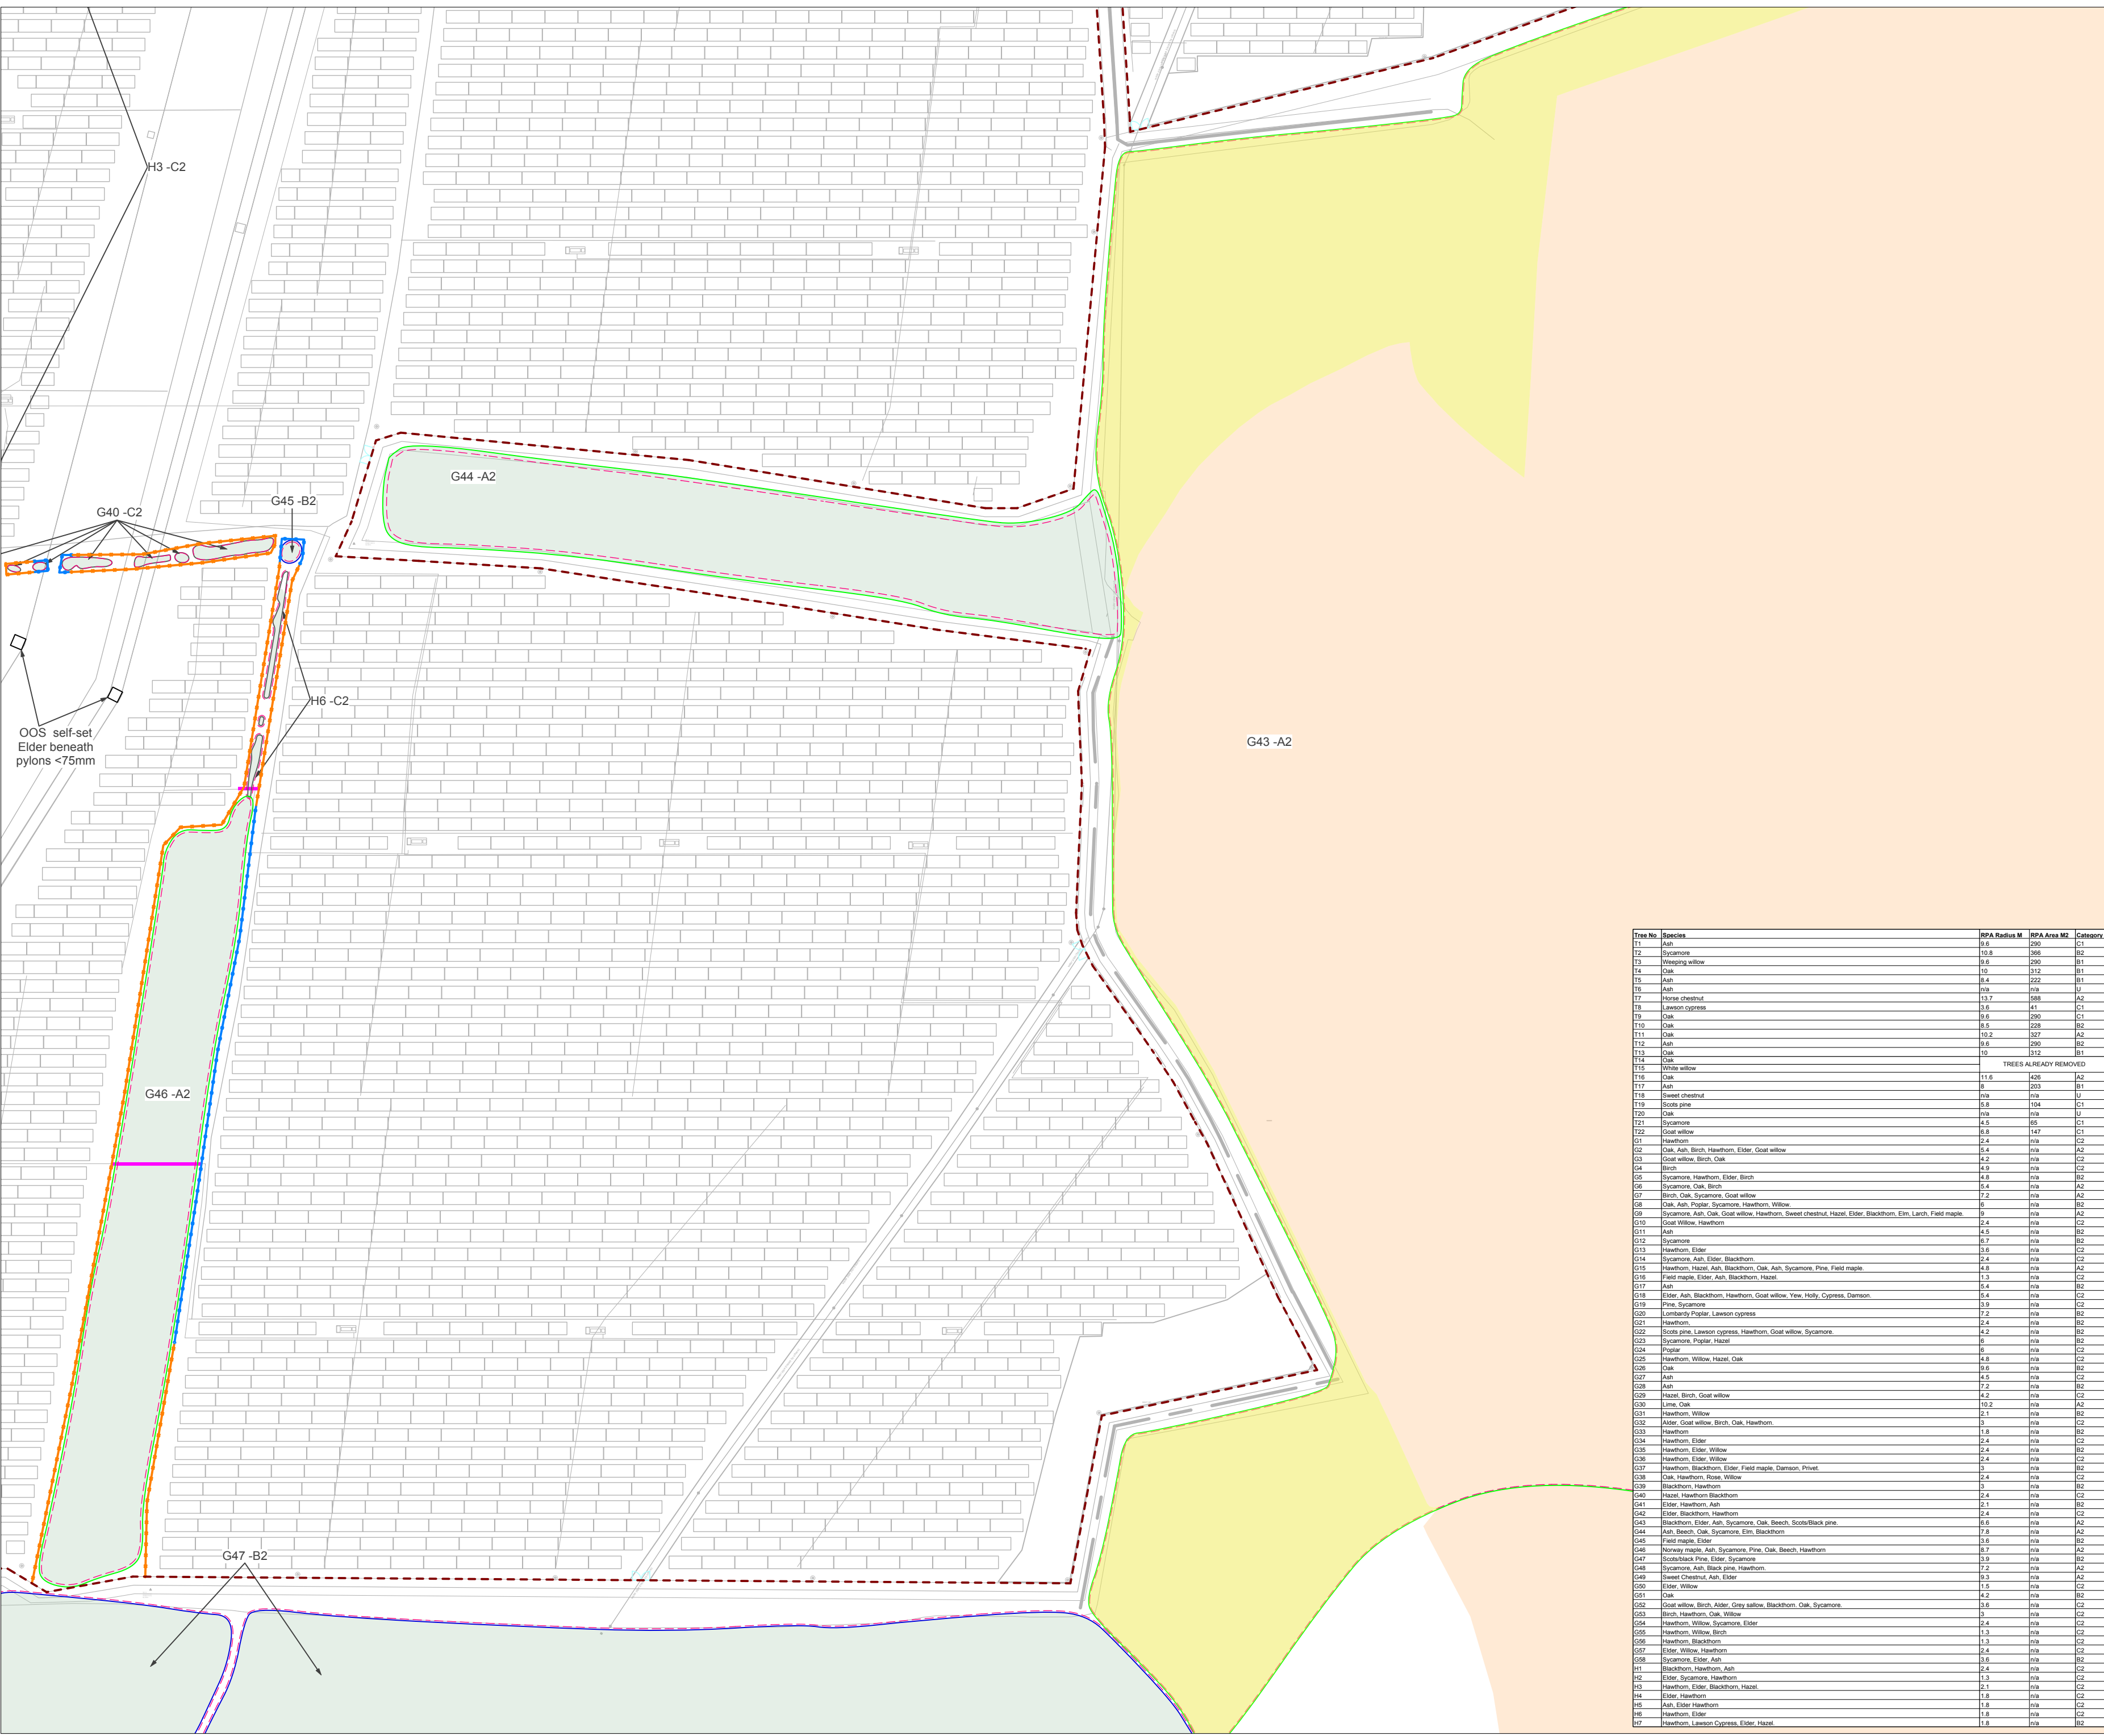 H3 -C2
G44 -A2
G45 -B2
G40 -C2
H6 -C2
OOS self-set
Elder beneath
pylons <75mm
G43 -A2
G46 -A2
G47 -B2
Tree No Species RPA Radius M RPA Area M2 Category
T1 Ash 9.6 290 C1
T2 Sycamore 10.8 366 B2
T3 Weeping willow 9.6 290 B1
T4 Oak 10 312 B1
T5 Ash 8.4 222 B1
T6 Ash n/a n/a U
T7 Horse chestnut 13.7 588 A2
T8 Lawson cypress 3.6 41 C1
T9 Oak 9.6 290 C1
T10 Oak 8.5 228 B2
T11 Oak 10.2 327 A2
T12 Ash 9.6 290 B2
T13 Oak 10 312 B1
T14 Oak
TREES ALREADY REMOVED
T15 White willow
T16 Oak 11.6 426 A2
T17 Ash 8 203 B1
T18 Sweet chestnut n/a n/a U
T19 Scots pine 5.8 104 C1
T20 Oak n/a n/a U
T21 Sycamore 4.5 65 C1
T22 Goat willow 6.8 147 C1
G1 Hawthorn 2.4 n/a C2
G2 Oak, Ash, Birch, Hawthorn, Elder, Goat willow 5.4 n/a A2
G3 Goat willow, Birch, Oak 4.2 n/a C2
G4 Birch 4.9 n/a C2
G5 Sycamore, Hawthorn, Elder, Birch 4.8 n/a B2
G6 Sycamore, Oak, Birch 5.4 n/a A2
G7 Birch, Oak, Sycamore, Goat willow 7.2 n/a A2
G8 Oak, Ash, Poplar, Sycamore, Hawthorn, Willow. 6 n/a B2
G9 Sycamore, Ash, Oak, Goat willow, Hawthorn, Sweet chestnut, Hazel, Elder, Blackthorn, Elm, Larch, Field maple. 9 n/a A2
G10 Goat Willow, Hawthorn 2.4 n/a C2
G11 Ash 4.5 n/a B2
G12 Sycamore 6.7 n/a B2
G13 Hawthorn, Elder 3.6 n/a C2
G14 Sycamore, Ash, Elder, Blackthorn. 2.4 n/a C2
G15 Hawthorn, Hazel, Ash, Blackthorn, Oak, Ash, Sycamore, Pine, Field maple. 4.8 n/a A2
G16 Field maple, Elder, Ash, Blackthorn, Hazel. 1.3 n/a C2
G17 Ash 5.4 n/a B2
G18 Elder, Ash, Blackthorn, Hawthorn, Goat willow, Yew, Holly, Cypress, Damson. 5.4 n/a C2
G19 Pine, Sycamore 3.9 n/a C2
G20 Lombardy Poplar, Lawson cypress 7.2 n/a B2
G21 Hawthorn, 2.4 n/a B2
G22 Scots pine, Lawson cypress, Hawthorn, Goat willow, Sycamore. 4.2 n/a B2
G23 Sycamore, Poplar, Hazel 6 n/a B2
G24 Poplar 6 n/a C2
G25 Hawthorn, Willow, Hazel, Oak 4.8 n/a C2
G26 Oak 9.6 n/a B2
G27 Ash 4.5 n/a C2
G28 Ash 7.2 n/a B2
G29 Hazel, Birch, Goat willow 4.2 n/a C2
G30 Lime, Oak 10.2 n/a A2
G31 Hawthorn, Willow 2.1 n/a B2
G32 Alder, Goat willow, Birch, Oak, Hawthorn. 3 n/a C2
G33 Hawthorn 1.8 n/a B2
G34 Hawthorn, Elder 2.4 n/a C2
G35 Hawthorn, Elder, Willow 2.4 n/a B2
G36 Hawthorn, Elder, Willow 2.4 n/a C2
G37 Hawthorn, Blackthorn, Elder, Field maple, Damson, Privet. 3 n/a B2
G38 Oak, Hawthorn, Rose, Willow 2.4 n/a C2
G39 Blackthorn, Hawthorn 3 n/a B2
G40 Hazel, Hawthorn Blackthorn 2.4 n/a C2
G41 Elder, Hawthorn, Ash 2.1 n/a B2
G42 Elder, Blackthorn, Hawthorn 2.4 n/a C2
G43 Blackthorn, Elder, Ash, Sycamore, Oak, Beech, Scots/Black pine. 6.6 n/a A2
G44 Ash, Beech, Oak, Sycamore, Elm, Blackthorn 7.8 n/a A2
G45 Field maple, Elder 3.6 n/a B2
G46 Norway maple, Ash, Sycamore, Pine, Oak, Beech, Hawthorn 8.7 n/a A2
G47 Scots/black Pine, Elder, Sycamore 3.9 n/a B2
G48 Sycamore, Ash, Black pine, Hawthorn. 7.2 n/a A2
G49 Sweet Chestnut, Ash, Elder 9.3 n/a A2
G50 Elder, Willow 1.5 n/a C2
G51 Oak 4.2 n/a B2
G52 Goat willow, Birch, Alder, Grey sallow, Blackthorn. Oak, Sycamore. 3.6 n/a C2
G53 Birch, Hawthorn, Oak, Willow 3 n/a C2
G54 Hawthorn, Willow, Sycamore, Elder 2.4 n/a C2
G55 Hawthorn, Willow, Birch 1.3 n/a C2
G56 Hawthorn, Blackthorn 1.3 n/a C2
G57 Elder, Willow, Hawthorn 2.4 n/a C2
G58 Sycamore, Elder, Ash 3.6 n/a B2
H1 Blackthorn, Hawthorn, Ash 2.4 n/a C2
H2 Elder, Sycamore, Hawthorn 1.3 n/a C2
H3 Hawthorn, Elder, Blackthorn, Hazel. 2.1 n/a C2
H4 Elder, Hawthorn 1.8 n/a C2
H5 Ash, Elder Hawthorn 1.8 n/a C2
H6 Hawthorn, Elder 1.8 n/a C2
H7 Hawthorn, Lawson Cypress, Elder, Hazel. 1.8 n/a B2